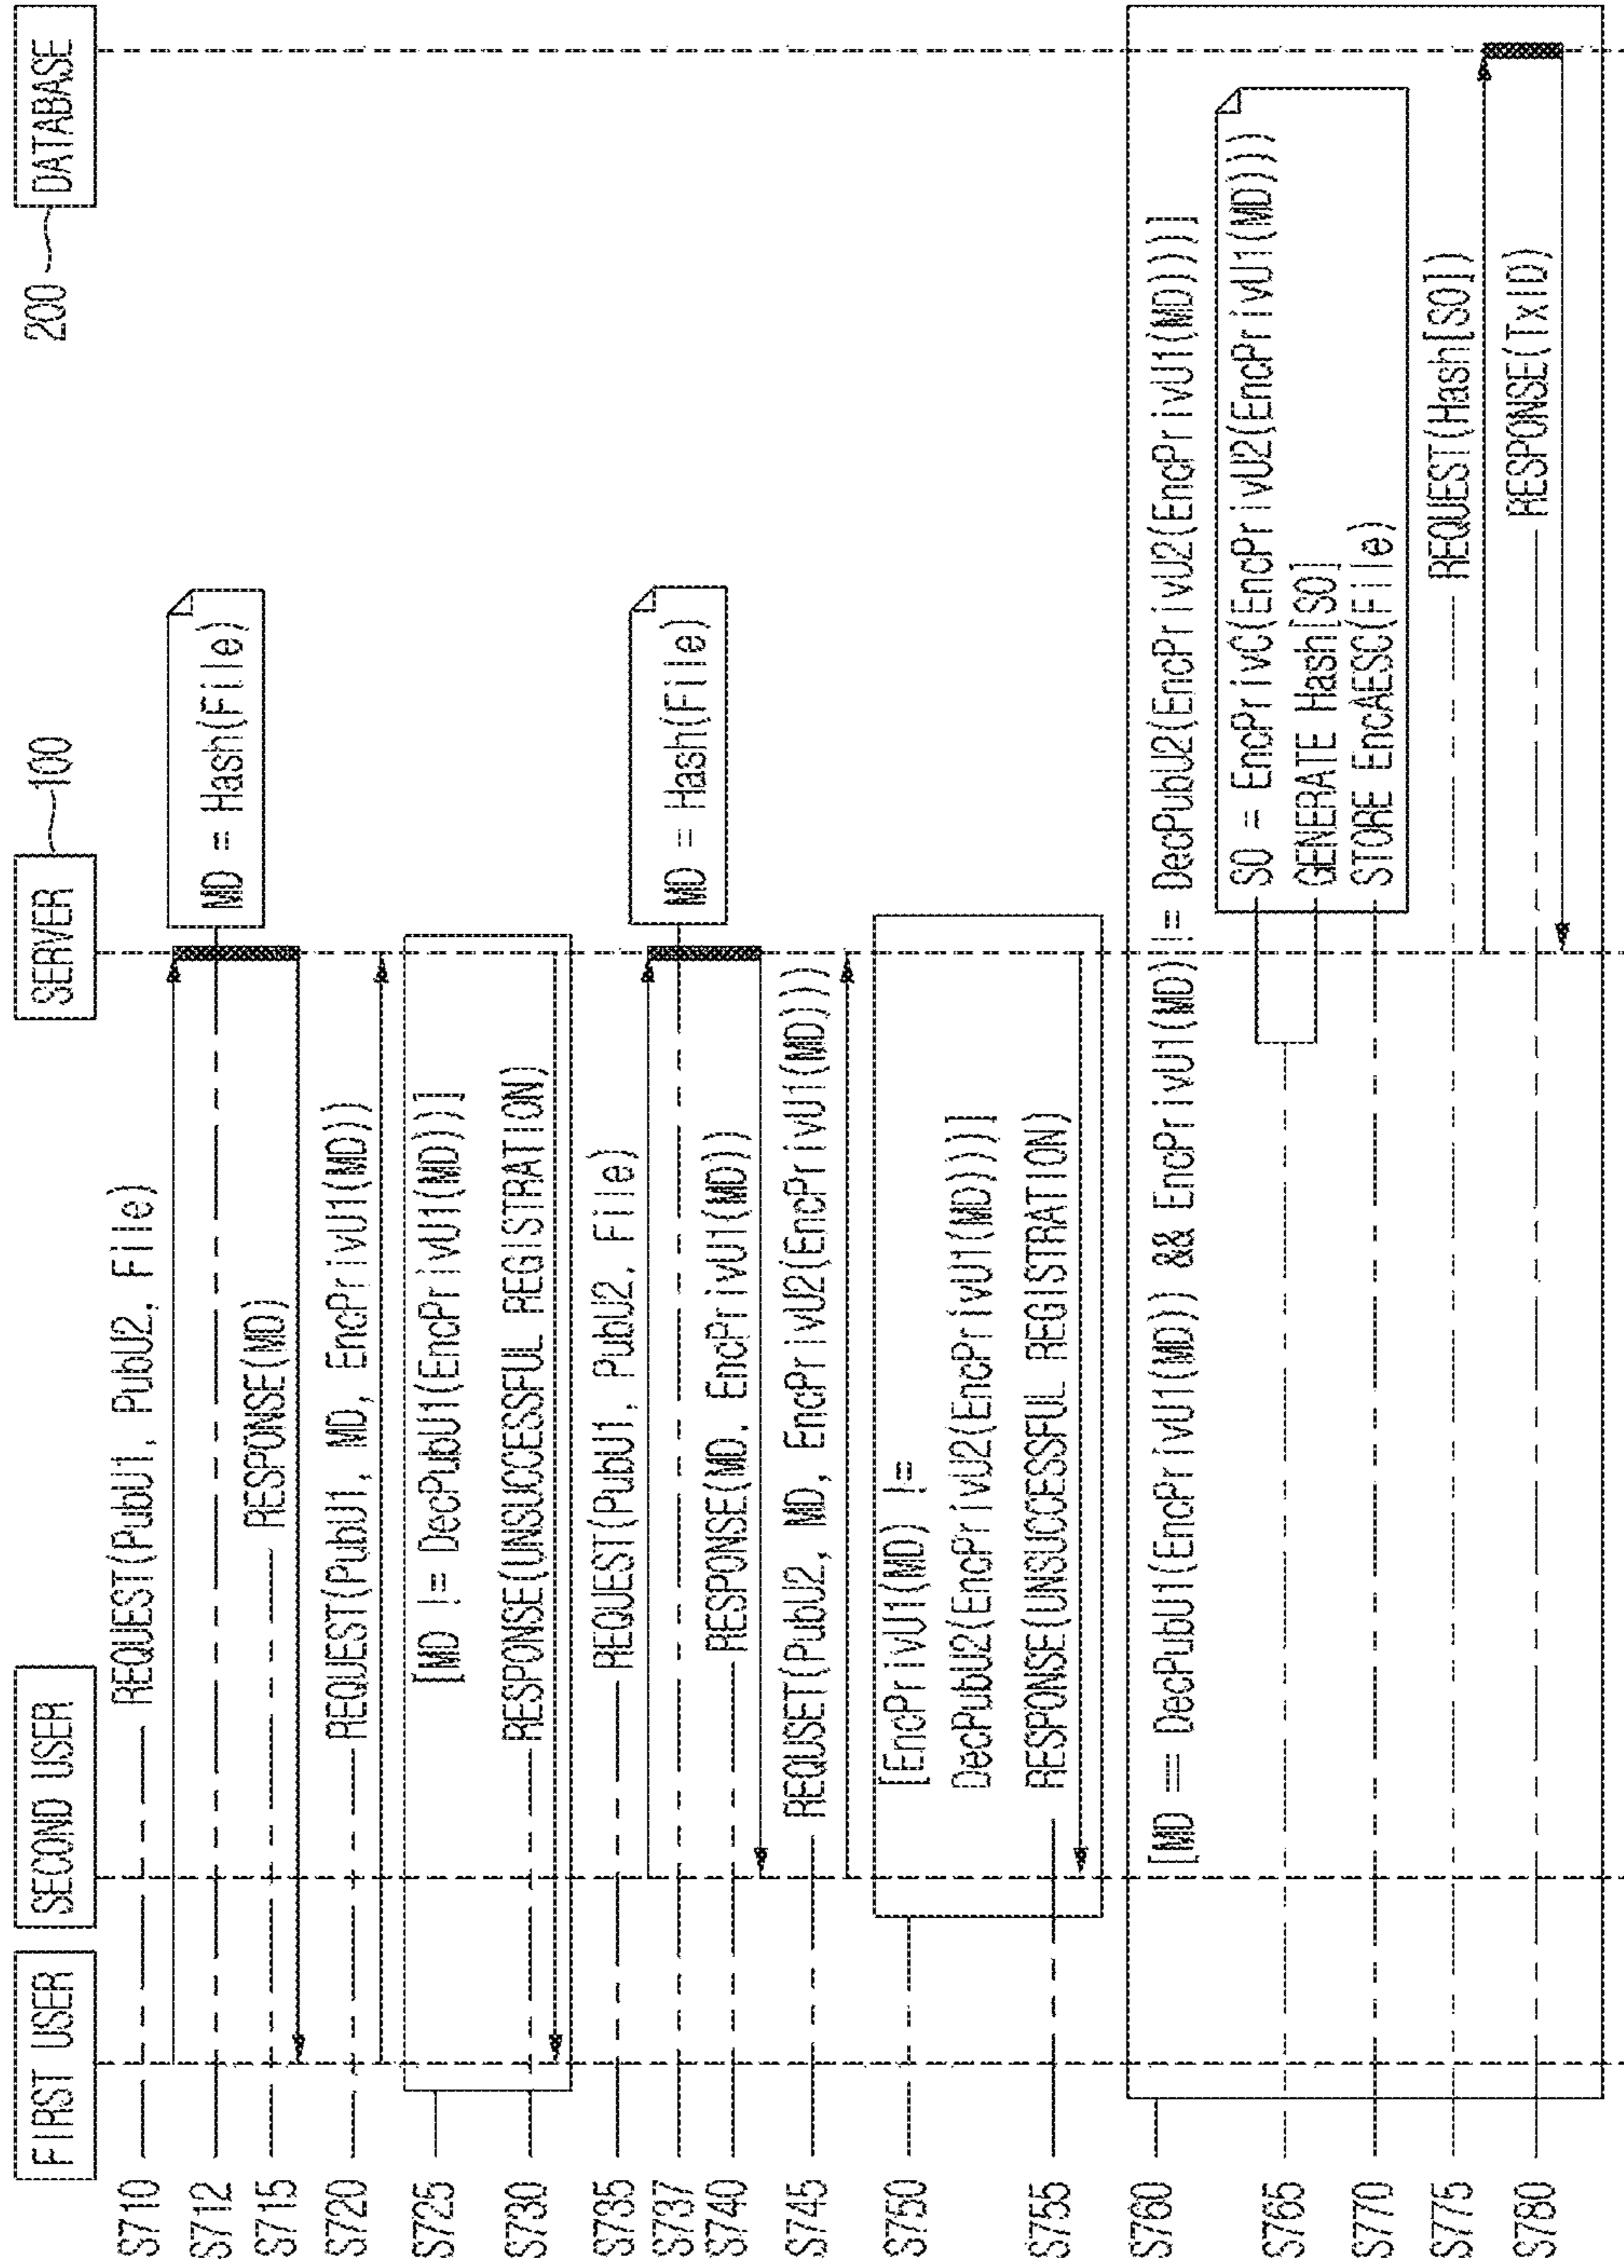 FIRST USER
SECOND USER
SERVER
100
200
DATABASE
S710
REQUEST(PubU1, PubU2, File)
S712
MD = Hash(File)
S715
RESPONSE(MD)
S720
REQUEST(PubU1, MD, EncPrivU1(MD))
S725
[MD != DecPubU1(EncPrivU1(MD))]
S730
RESPONSE(UNSUCCESSFUL REGISTRATION)
S735
REQUEST(PubU1, PubU2, File)
S737
MD = Hash(File)
S740
RESPONSE(MD, EncPrivU1(MD))
S745
REQUSET(PubU2, MD, EncPrivU2(EncPrivU1(MD)))
S750
[EncPrivU1(MD) !=
DecPubU2(EncPrivU2(EncPrivU1(MD)))]
S755
RESPONSE(UNSUCCESSFUL REGISTRATION)
S760
[MD == DecPubU1(EncPrivU1(MD)) && EncPrivU1(MD) != DecPubU2(EncPrivU2(EncPrivU1(MD)))]
S765
SO = EncPrivC(EncPrivU2(EncPrivU1(MD)))
GENERATE Hash[SO]
S770
STORE EncAESC(File)
S775
REQUEST(Hash[SO])
S780
RESPONSE(TxID)